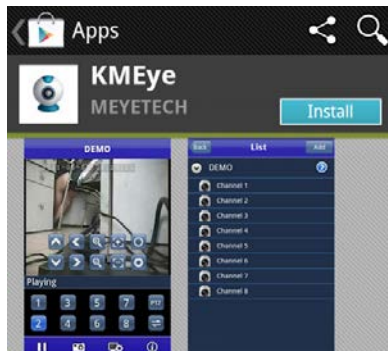 Apps
KMEye
MEYETECH
Install
DEMO
Playing
1 3 5 7 P17
2 4 6 8
Back List Add
DEMO
Channel 1
Channel 2
Channel 3
Channel 4
Channel 5
Channel 6
Channel 7
Channel 8